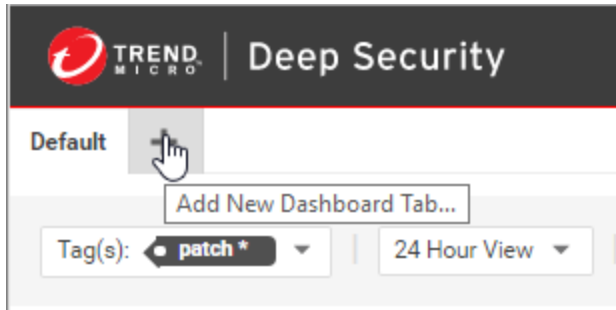 TREND MICRO | Deep Security
Default +
Add New Dashboard Tab...
Tag(s): patch * 24 Hour View